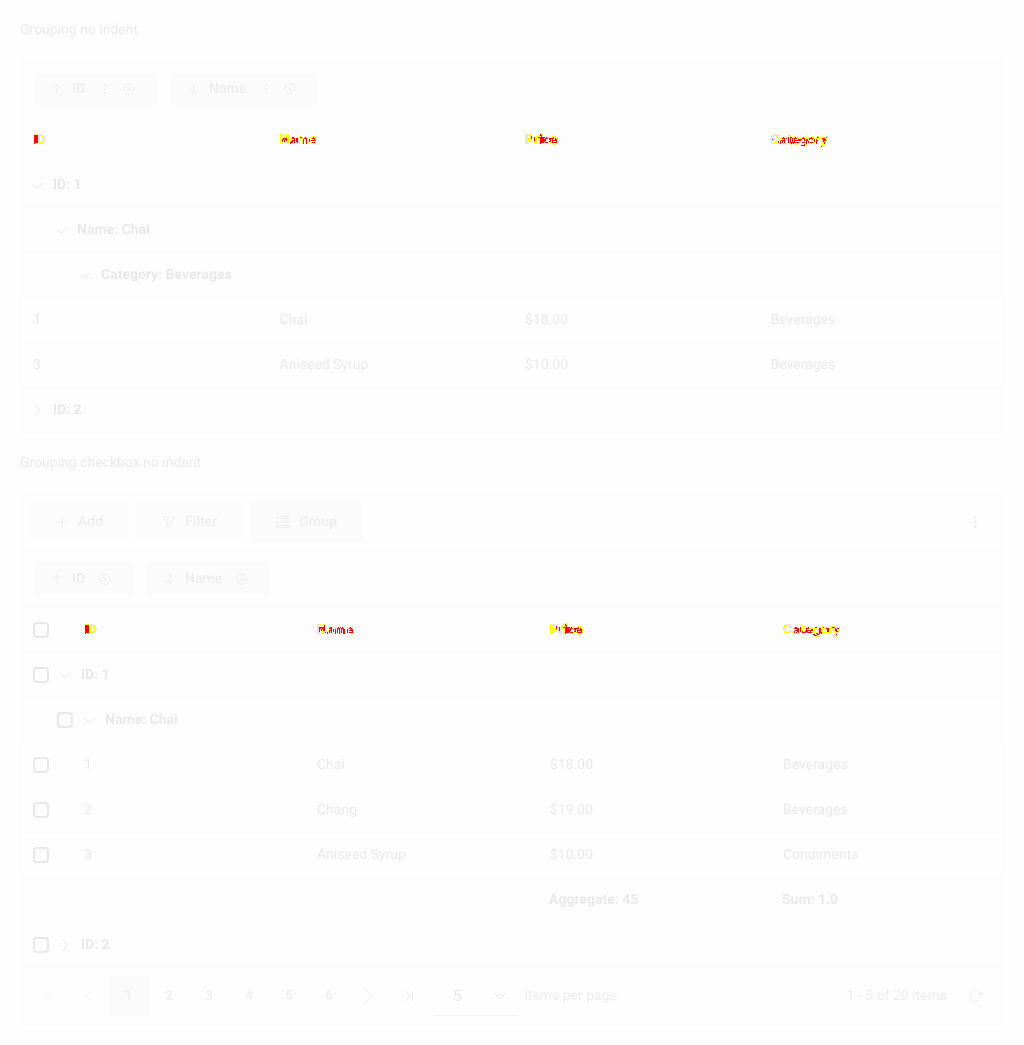 Grouping no indent
ID Name
ID Name Price Category
ID: 1
Name: Chai
Category: Beverages
1 Chai $18.00 Beverages
3 Aniseed Syrup $10.00 Beverages
ID: 2
Grouping checkbox no indent
Add Filter Group
ID Name
ID Name Price Category
ID: 1
Name: Chai
1 Chai $18.00 Beverages
2 Chang $19.00 Beverages
3 Aniseed Syrup $10.00 Condiments
Aggregate: 45 Sum: 1.0
ID: 2
1 2 3 4 5 6 5 items per page 1 - 5 of 20 items